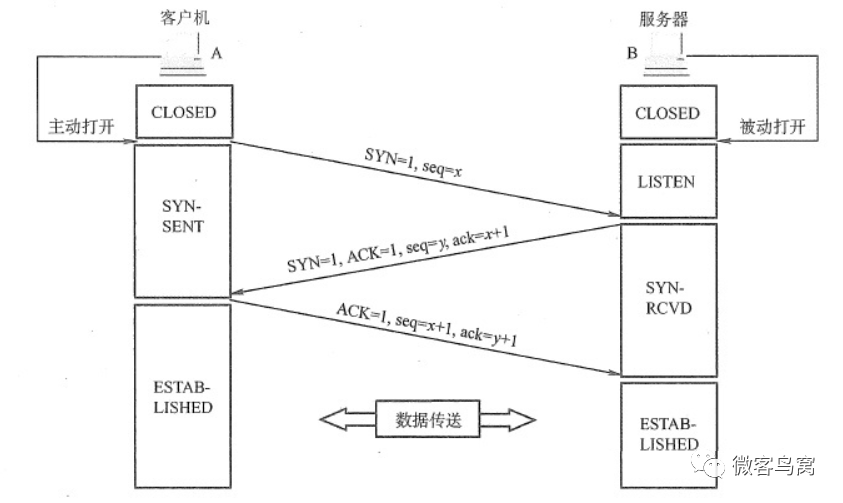 客户机
服务器
A
B
CLOSED
CLOSED
主动打开
被动打开
SYN=1, seq=x
LISTEN
SYN-
SENT
SYN=1, ACK=1, seq=y, ack=x+1
SYN-
RCVD
ACK=1, seq=x+1, ack=y+1
ESTAB-
LISHED
数据传送
ESTAB-
LISHED
微客鸟窝